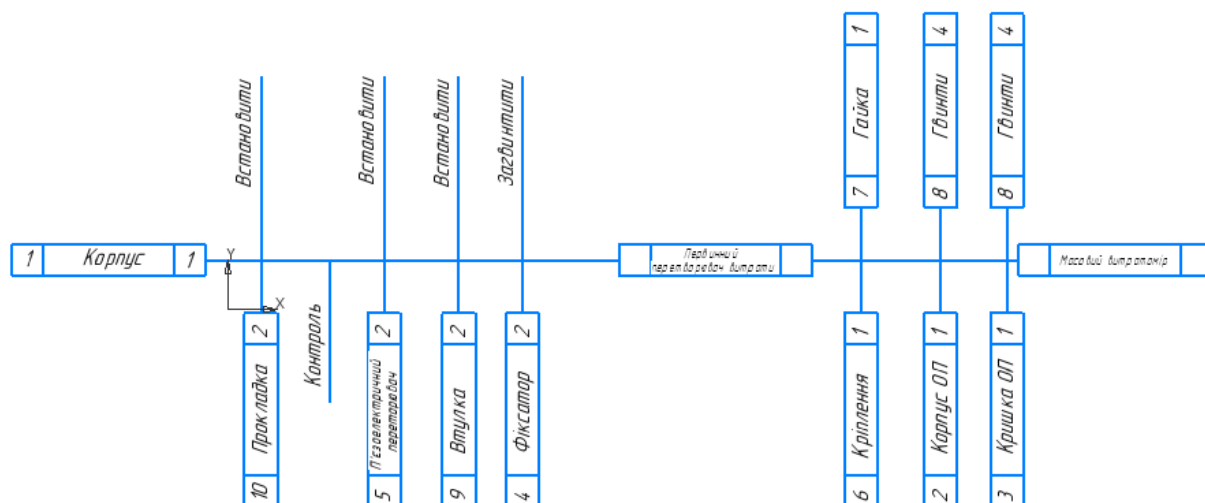 1 Гайка 7
4 Гвинти 8
4 Гвинти 8
Встановити
Встановити
Встановити
Загвинтити
1 Корпус 1
Y
X
Первинний
перетворювач витрати
Масовий витратомір
Контроль
2 Прокладка 10
2 П'єзоелектричний
переторювач 5
2 Втулка 9
2 Фіксатор 4
1 Кріплення 6
1 Корпус ОП 2
1 Кришка ОП 3